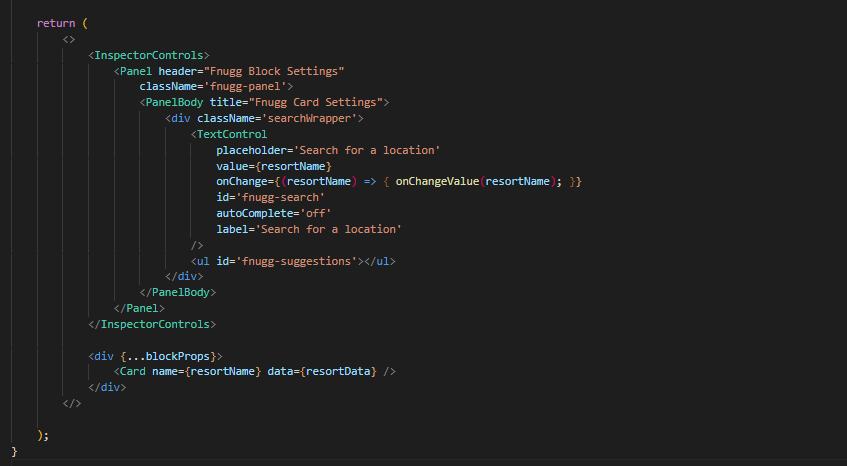 return (
<>
<InspectorControls>
<Panel header="Fnugg Block Settings"
className='fnugg-panel'>
<PanelBody title="Fnugg Card Settings">
<div className='searchWrapper'>
<TextControl
placeholder='Search for a location'
value={resortName}
onChange={(resortName) => { onChangeValue(resortName); }}
id='fnugg-search'
autoComplete='off'
label='Search for a location'
/>
<ul id='fnugg-suggestions'></ul>
</div>
</PanelBody>
</Panel>
</InspectorControls>
<div {...blockProps}>
<Card name={resortName} data={resortData} />
</div>
</>
);
}